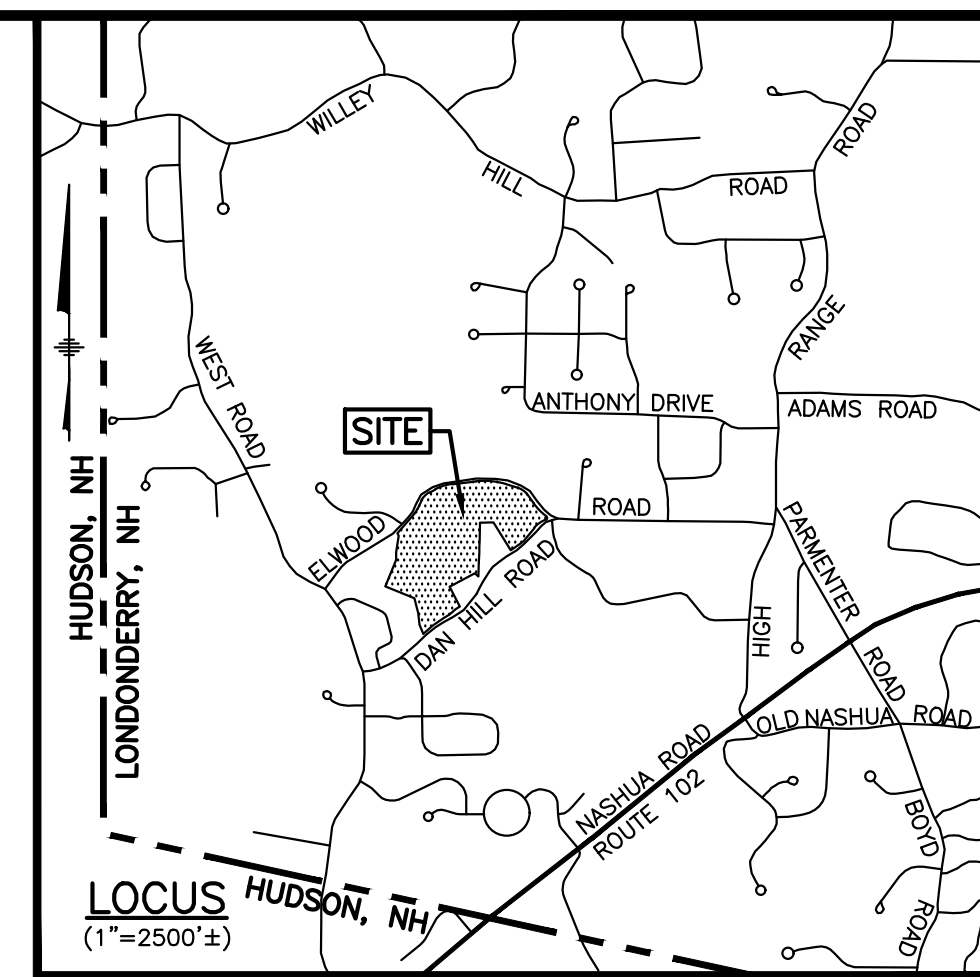 WILLEY
HILL
ROAD
ROAD
RANGE
WEST ROAD
ANTHONY DRIVE
ADAMS ROAD
SITE
HUDSON, NH
LONDONDERRY, NH
ELWOOD
ROAD
DAN HILL ROAD
PARMENTER
ROAD
HIGH
OLD NASHUA ROAD
NASHUA ROAD
ROUTE 102
BOYD
ROAD
LOCUS
(1"=2500'±)
HUDSON, NH